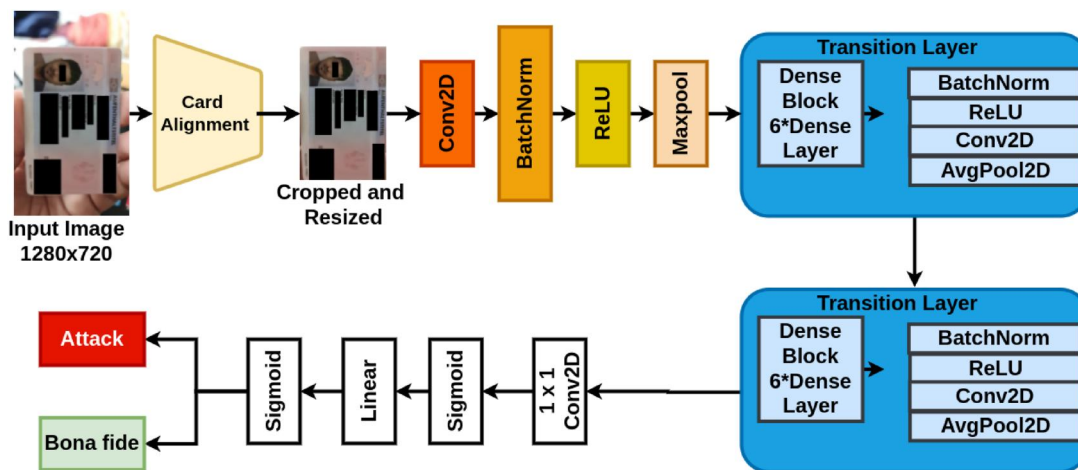 Input Image
1280x720
Card
Alignment
Cropped and
Resized
Conv2D
BatchNorm
ReLU
Maxpool
Transition Layer
Dense
Block
6*Dense
Layer
BatchNorm
ReLU
Conv2D
AvgPool2D
Transition Layer
Dense
Block
6*Dense
Layer
BatchNorm
ReLU
Conv2D
AvgPool2D
1 x 1
Conv2D
Sigmoid
Linear
Sigmoid
Attack
Bona fide